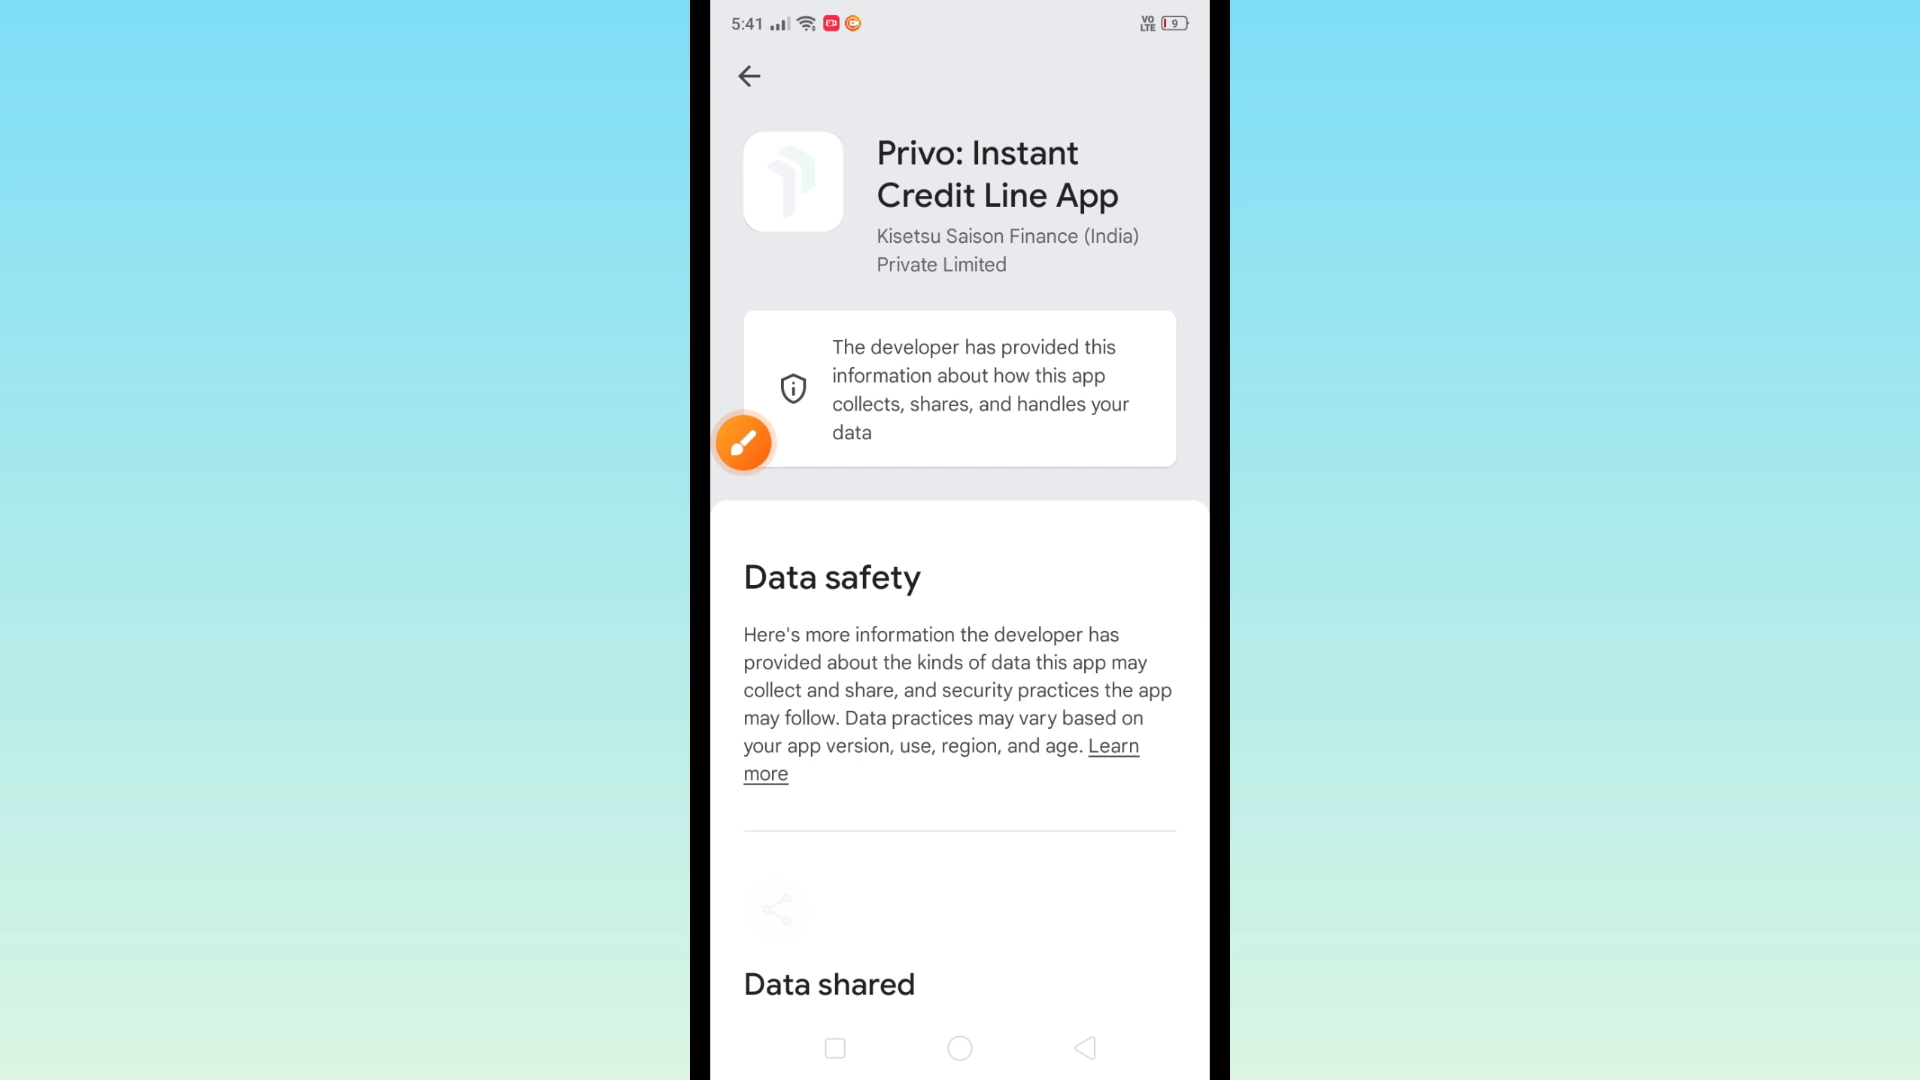 5:41
VO
LTE
9
Privo: Instant
Credit Line App
Kisetsu Saison Finance (India)
Private Limited
The developer has provided this
information about how this app
collects, shares, and handles your
data
Data safety
Here's more information the developer has
provided about the kinds of data this app may
collect and share, and security practices the app
may follow. Data practices may vary based on
your app version, use, region, and age. Learn
more
Data shared